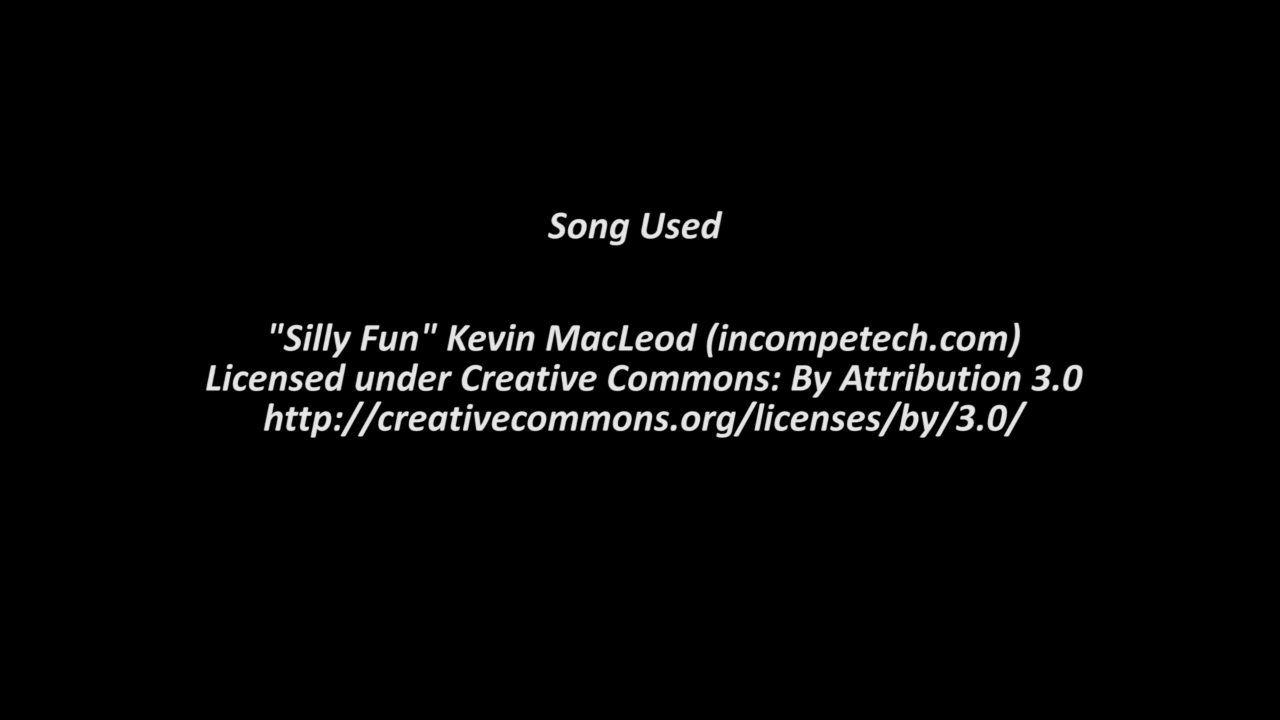 Song Used
"Silly Fun" Kevin MacLeod (incompetech.com)
Licensed under Creative Commons: By Attribution 3.0
http://creativecommons.org/licenses/by/3.0/